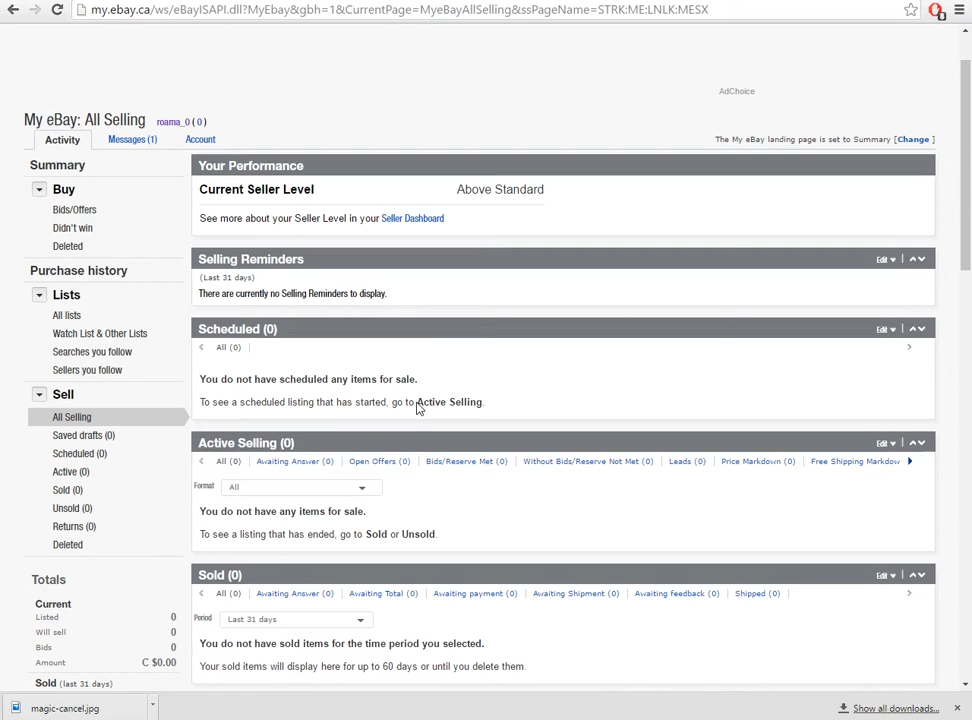 my.ebay.ca/ws/eBayISAPI.dll?MyEbay&gbh=1&CurrentPage=MyeBayAllSelling&ssPageName=STRK:ME:LNLK:MESX
AdChoice
My eBay: All Selling roama_0 ( 0 )
Activity Messages (1) Account
The My eBay landing page is set to Summary [Change ]
Summary
Buy
Bids/Offers
Didn't win
Deleted
Purchase history
Lists
All lists
Watch List & Other Lists
Searches you follow
Sellers you follow
Sell
All Selling
Saved drafts (0)
Scheduled (0)
Active (0)
Sold (0)
Unsold (0)
Returns (0)
Deleted
Totals
Current
Listed 0
Will sell 0
Bids 0
Amount C $0.00
Sold (last 31 days)
Your Performance
Current Seller Level Above Standard
See more about your Seller Level in your Seller Dashboard
Selling Reminders Edit
(Last 31 days)
There are currently no Selling Reminders to display.
Scheduled (0) Edit
All (0)
You do not have scheduled any items for sale.
To see a scheduled listing that has started, go to Active Selling.
Active Selling (0) Edit
All (0) Awaiting Answer (0) Open Offers (0) Bids/Reserve Met (0) Without Bids/Reserve Not Met (0) Leads (0) Price Markdown (0) Free Shipping Markdow
Format All
You do not have any items for sale.
To see a listing that has ended, go to Sold or Unsold.
Sold (0) Edit
All (0) Awaiting Answer (0) Awaiting Total (0) Awaiting payment (0) Awaiting Shipment (0) Awaiting feedback (0) Shipped (0)
Period Last 31 days
You do not have sold items for the time period you selected.
Your sold items will display here for up to 60 days or until you delete them.
magic-cancel.jpg
Show all downloads...